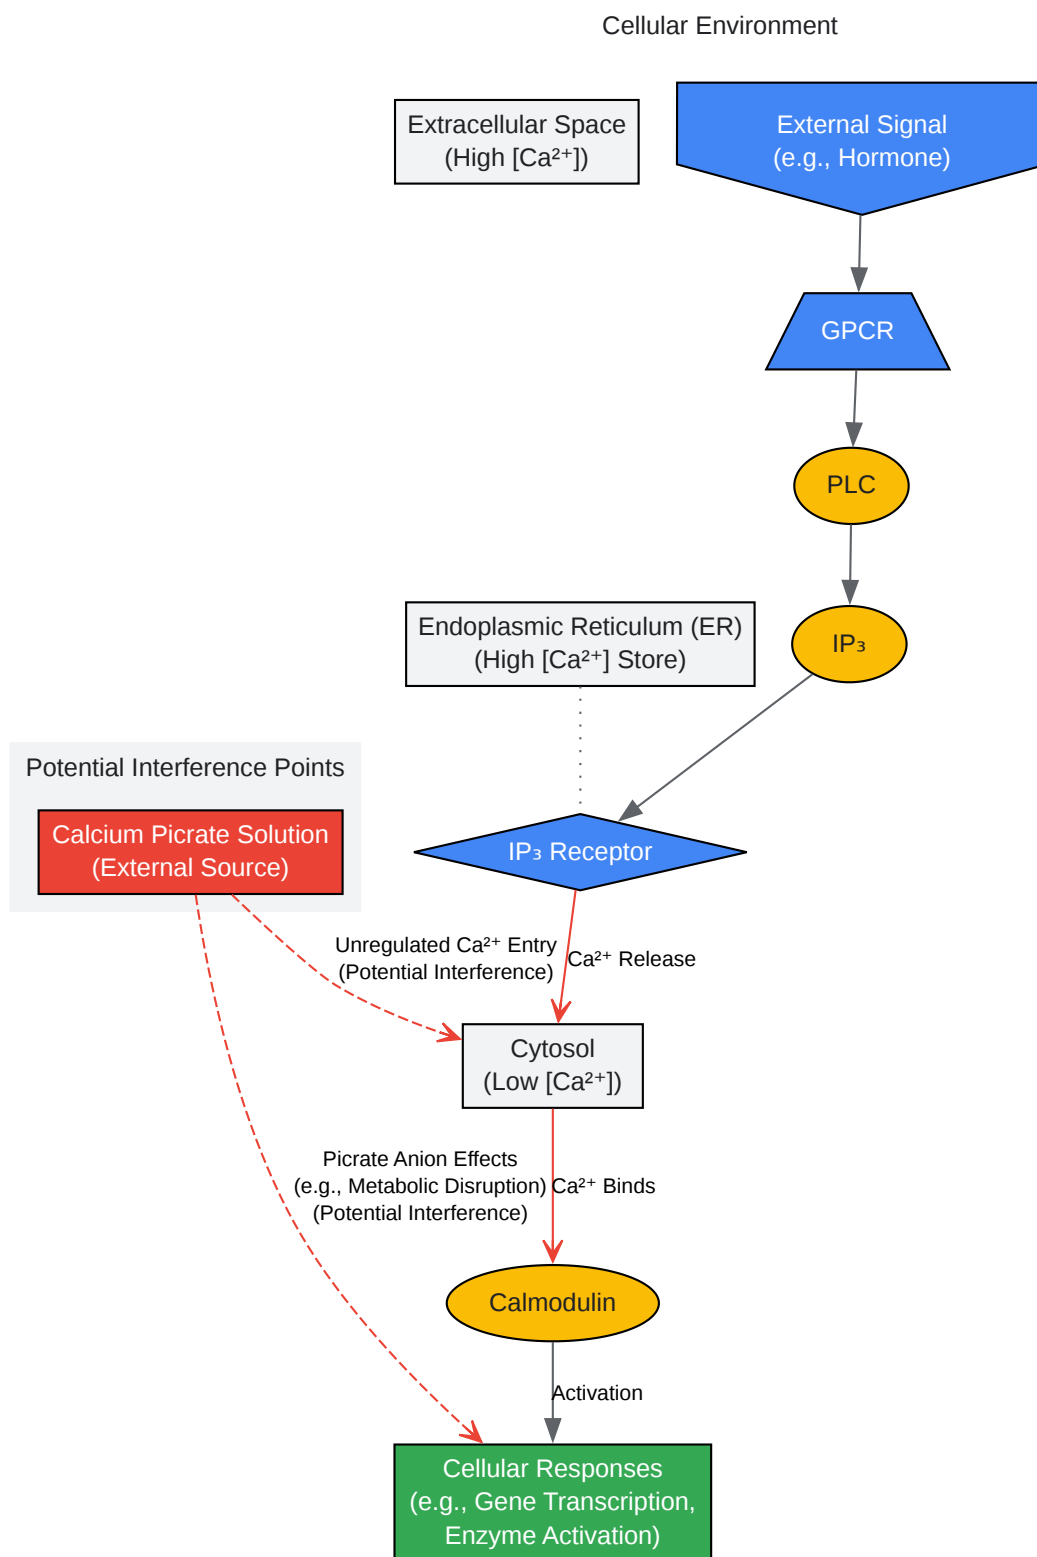 Cellular Environment
Extracellular Space
(High [Ca²⁺])
External Signal
(e.g., Hormone)
GPCR
PLC
Endoplasmic Reticulum (ER)
(High [Ca²⁺] Store)
IP₃
Potential Interference Points
Calcium Picrate Solution
(External Source)
IP₃ Receptor
Unregulated Ca²⁺ Entry
(Potential Interference)
Ca²⁺ Release
Cytosol
(Low [Ca²⁺])
Picrate Anion Effects
(e.g., Metabolic Disruption)
(Potential Interference)
Ca²⁺ Binds
Calmodulin
Activation
Cellular Responses
(e.g., Gene Transcription,
Enzyme Activation)